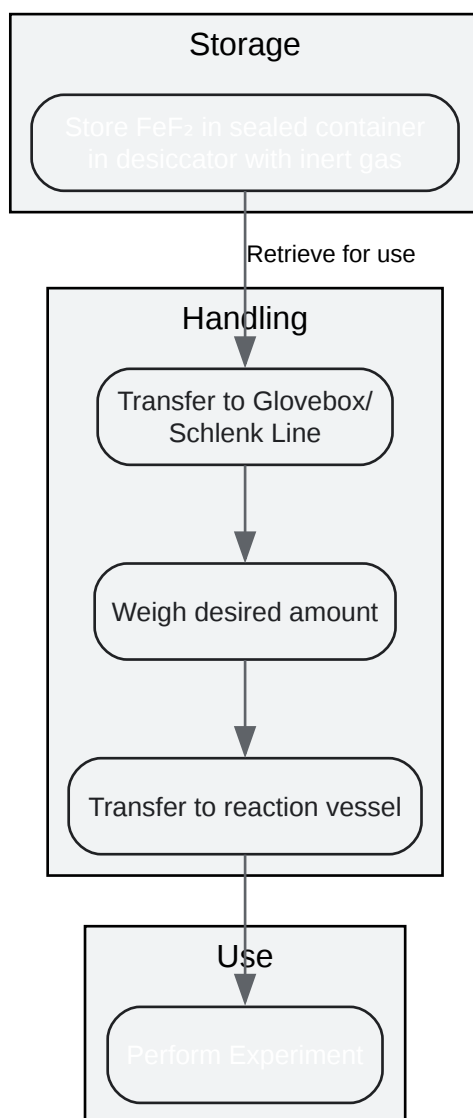 Storage
Store FeF₂ in sealed container
in desiccator with inert gas
Retrieve for use
Handling
Transfer to Glovebox/
Schlenk Line
Weigh desired amount
Transfer to reaction vessel
Use
Perform Experiment